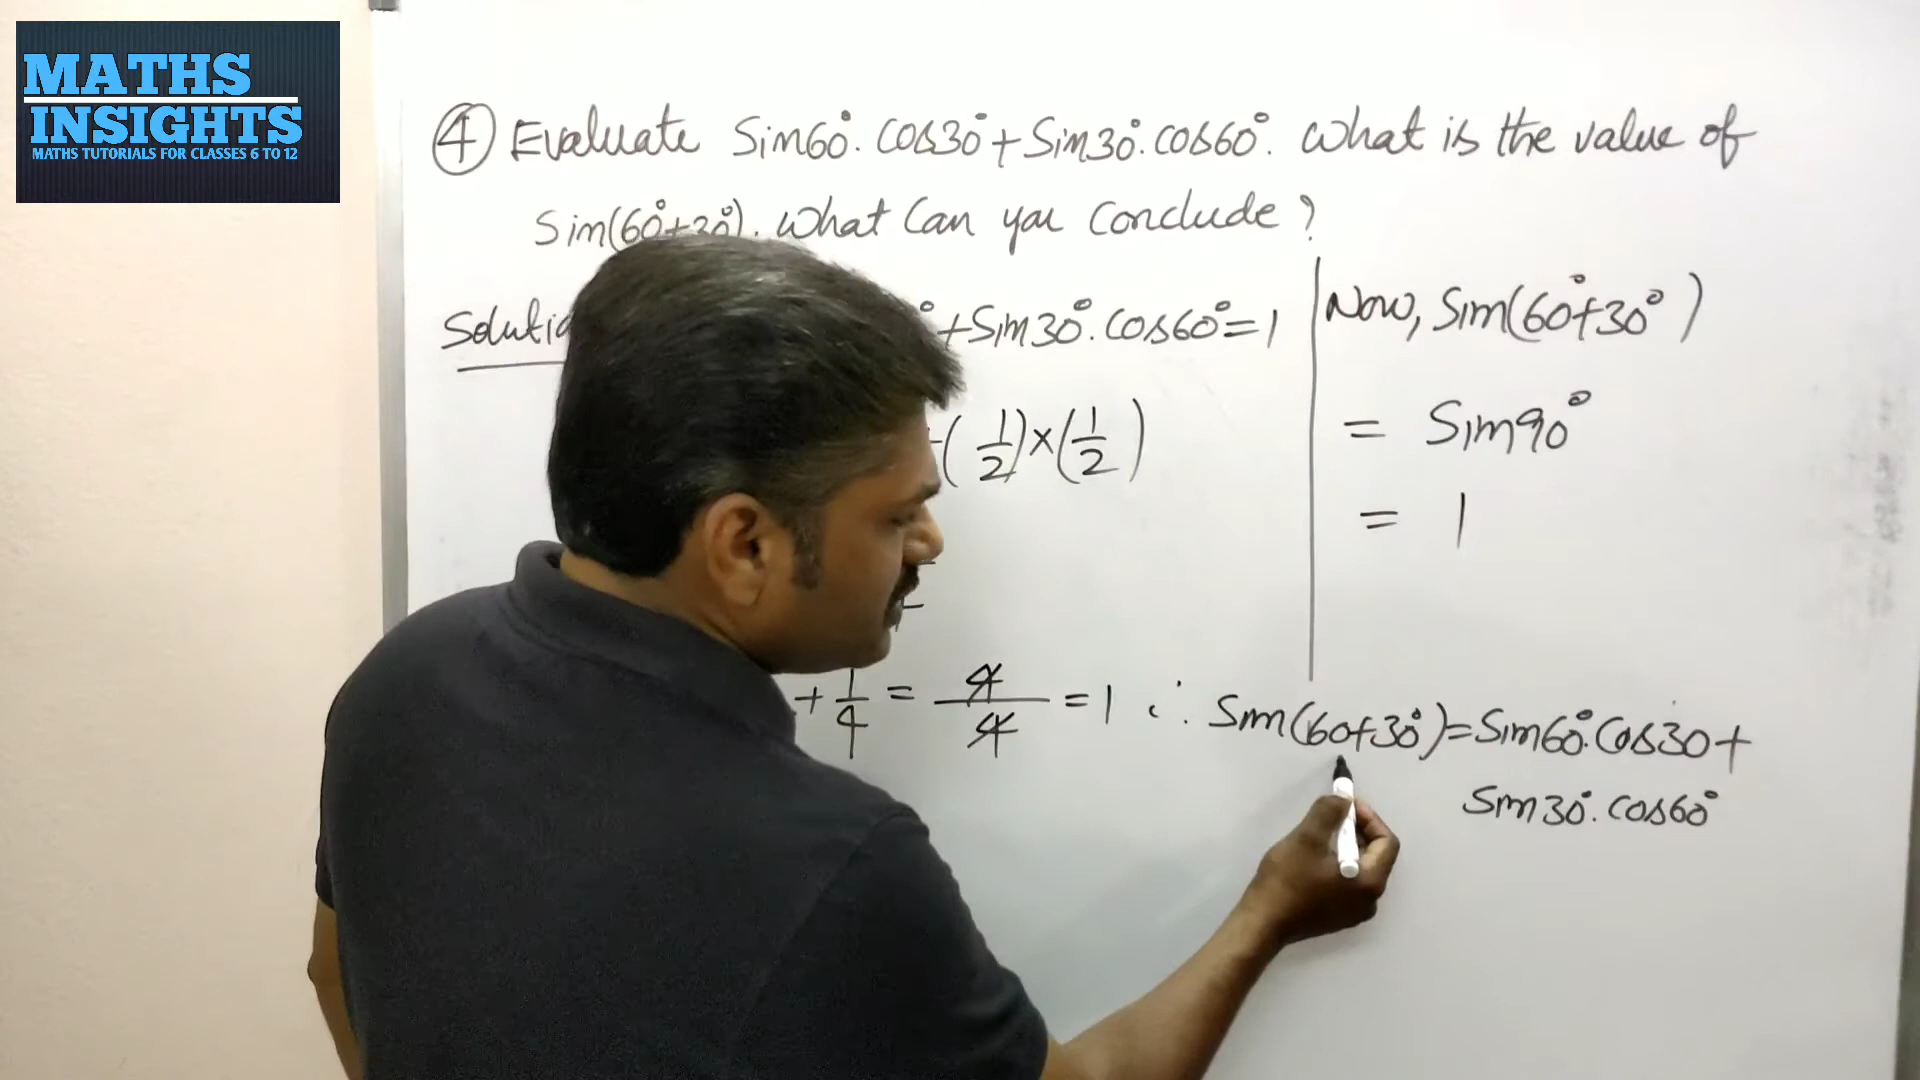 MATHS
INSIGHTS
MATHS TUTORIALS FOR CLASSES 6 TO 12
④ Evaluate Sin60°. Cos30° + Sin30°. Cos60°. What is the value of
Sin(60°+30°). What Can you Conclude?
Solution
+ Sin30°. Cos60° = 1
(1/2) × (1/2)
+ 1/4 = 4/4 = 1
Now, Sin(60°+30°)
= Sin90°
= 1
∴ Sin(60+30°) = Sin60°. Cos30 +
Sin30°. Cos60°